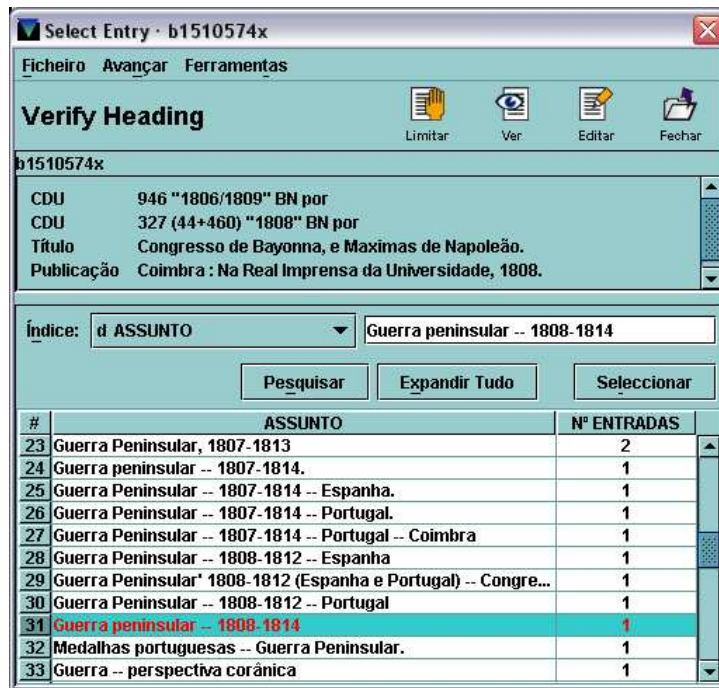 Select Entry · b1510574x
Ficheiro Avançar Ferramentas
Verify Heading
Limitar Ver Editar Fechar
b1510574x
CDU 946 "1806/1809" BN por
CDU 327 (44+460) "1808" BN por
Título Congresso de Bayonna, e Maximas de Napoleão.
Publicação Coimbra : Na Real Imprensa da Universidade, 1808.
Índice: d ASSUNTO Guerra peninsular -- 1808-1814
Pesquisar Expandir Tudo Seleccionar
# ASSUNTO Nº ENTRADAS
23 Guerra Peninsular, 1807-1813 2
24 Guerra peninsular -- 1807-1814. 1
25 Guerra Peninsular -- 1807-1814 -- Espanha. 1
26 Guerra Peninsular -- 1807-1814 -- Portugal. 1
27 Guerra Peninsular -- 1807-1814 -- Portugal -- Coimbra 1
28 Guerra Peninsular -- 1808-1812 -- Espanha 1
29 Guerra Peninsular' 1808-1812 (Espanha e Portugal) -- Congre... 1
30 Guerra Peninsular -- 1808-1812 -- Portugal 1
31 Guerra peninsular -- 1808-1814 1
32 Medalhas portuguesas -- Guerra Peninsular. 1
33 Guerra -- perspectiva corânica 1